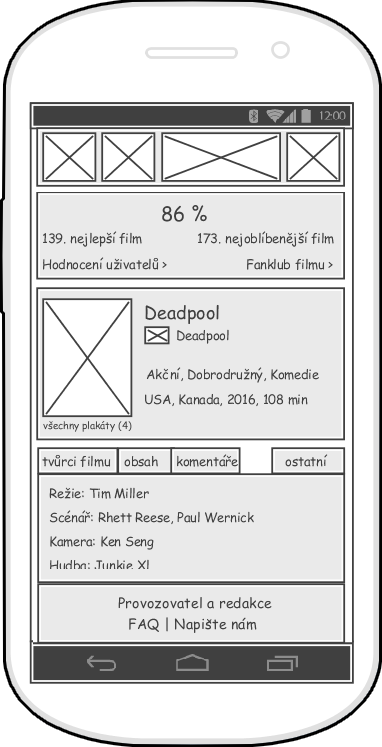 12:00
86 %
139. nejlepší film 173. nejoblíbenější film
Hodnocení uživatelů > Fanklub filmu >
Deadpool
Deadpool
Akční, Dobrodružný, Komedie
USA, Kanada, 2016, 108 min
všechny plakáty (4)
tvůrci filmu obsah komentáře ostatní
Režie: Tim Miller
Scénář: Rhett Reese, Paul Wernick
Kamera: Ken Seng
Hudba: Junkie XL
Provozovatel a redakce
FAQ | Napište nám